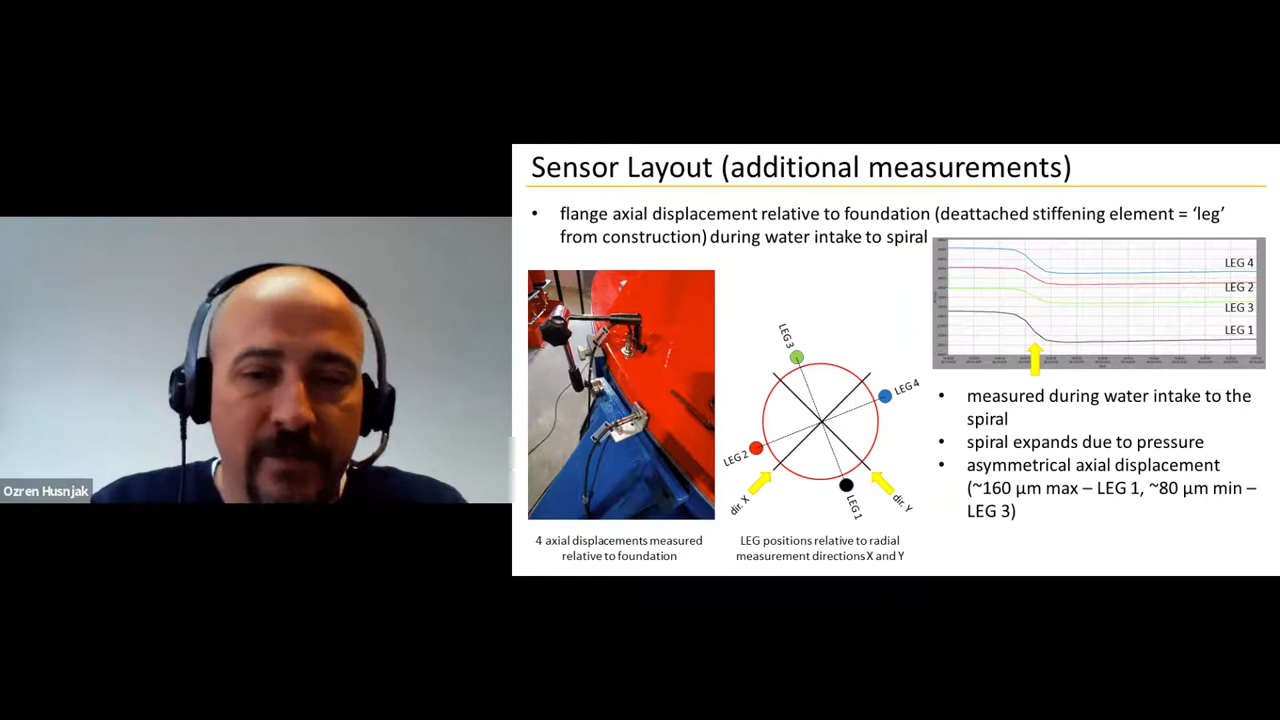 Sensor Layout (additional measurements)
• flange axial displacement relative to foundation (deattached stiffening element = ‘leg’
from construction) during water intake to spiral
LEG 4
LEG 2
LEG 3
LEG 1
LEG 3
LEG 4
LEG 2
LEG 1
dir. X
dir. Y
• measured during water intake to the
spiral
• spiral expands due to pressure
• asymmetrical axial displacement
(~160 µm max – LEG 1, ~80 µm min –
LEG 3)
4 axial displacements measured
relative to foundation
LEG positions relative to radial
measurement directions X and Y
Ozren Husnjak